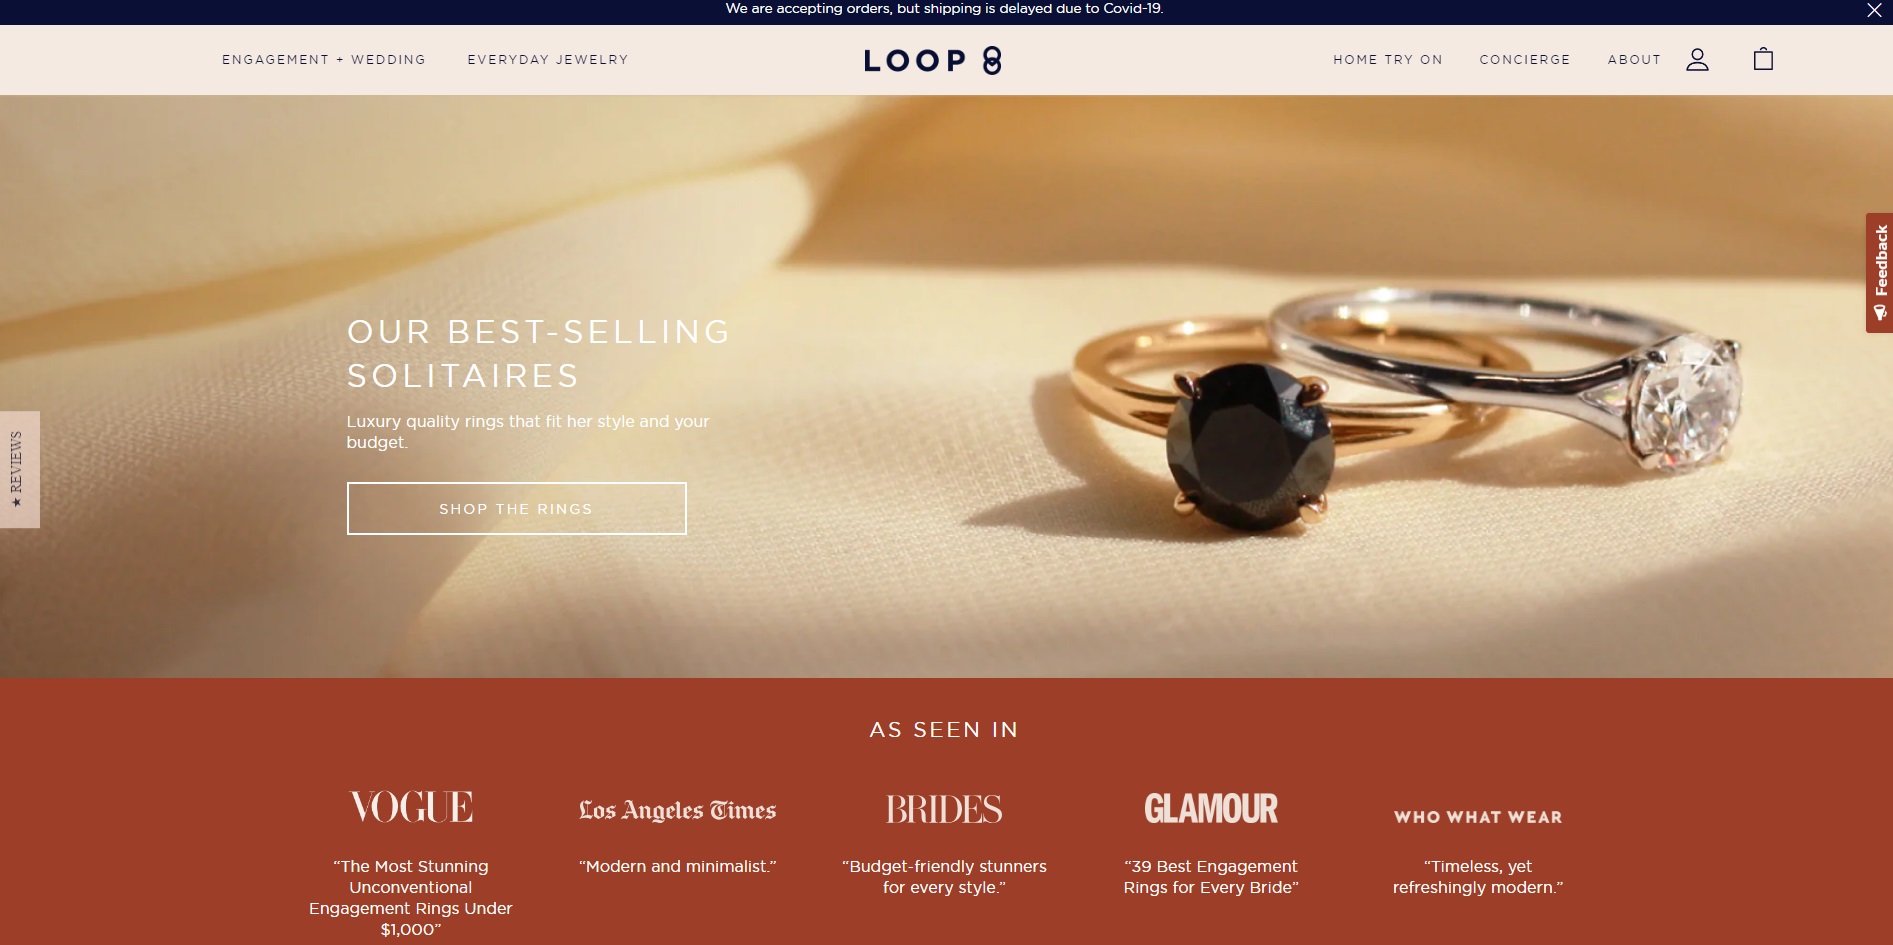 We are accepting orders, but shipping is delayed due to Covid-19.
ENGAGEMENT + WEDDING
EVERYDAY JEWELRY
LOOP 8
HOME TRY ON
CONCIERGE
ABOUT
Feedback
OUR BEST-SELLING
SOLITAIRES
Luxury quality rings that fit her style and your
budget.
★ REVIEWS
SHOP THE RINGS
AS SEEN IN
VOGUE
“The Most Stunning
Unconventional
Engagement Rings Under
$1,000”
Los Angeles Times
“Modern and minimalist.”
BRIDES
“Budget-friendly stunners
for every style.”
GLAMOUR
“39 Best Engagement
Rings for Every Bride”
WHO WHAT WEAR
“Timeless, yet
refreshingly modern.”